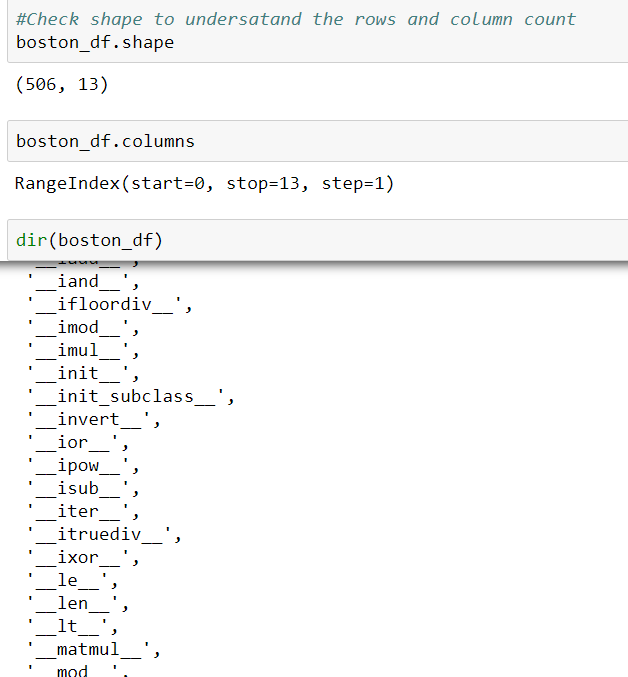 #Check shape to undersatand the rows and column count
boston_df.shape
(506, 13)
boston_df.columns
RangeIndex(start=0, stop=13, step=1)
dir(boston_df)
'__iand__',
'__ifloordiv__',
'__imod__',
'__imul__',
'__init__',
'__init_subclass__',
'__invert__',
'__ior__',
'__ipow__',
'__isub__',
'__iter__',
'__itruediv__',
'__ixor__',
'__le__',
'__len__',
'__lt__',
'__matmul__',
'__mod__',